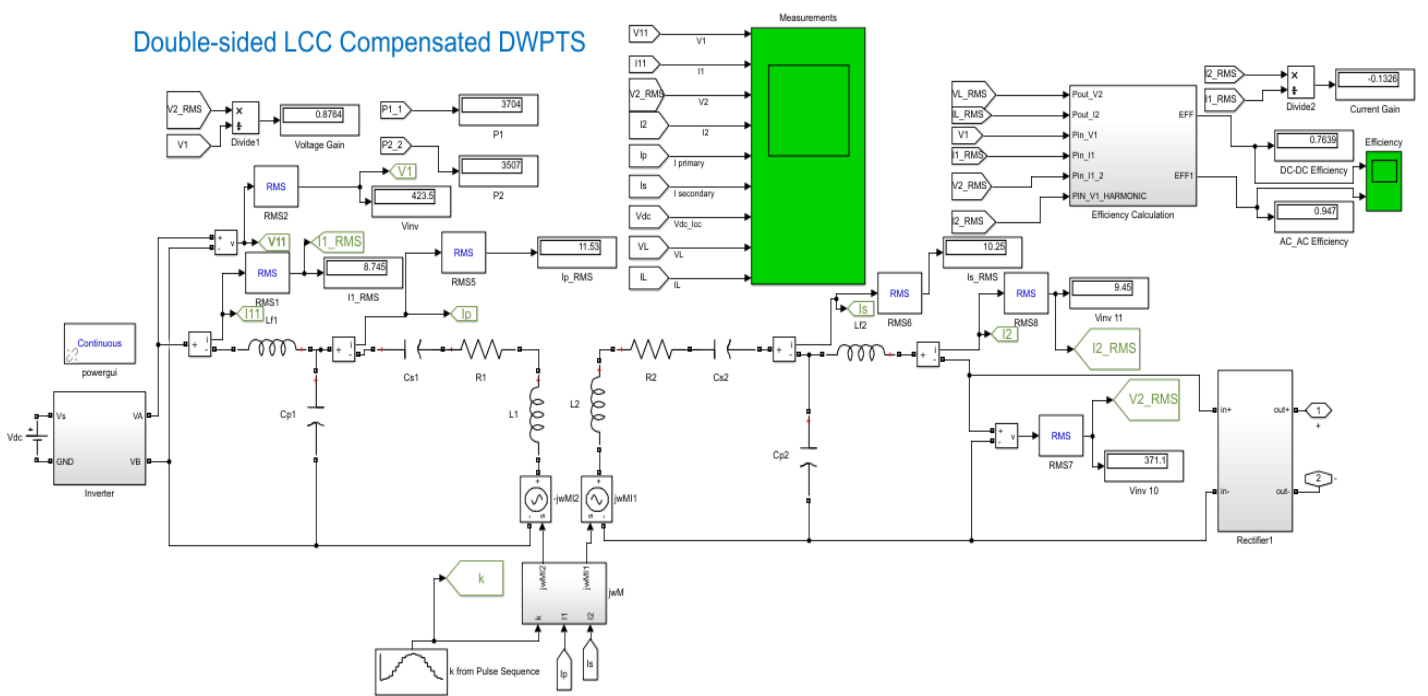 Double-sided LCC Compensated DWPTS
Measurements
V11
V1
I11
I1
V2_RMS
V2
I2
I2
Ip
I primary
Is
I secondary
Vdc
Vdc_lcc
VL
VL
IL
IL
V2_RMS
V1
×
÷
Divide1
0.8764
Voltage Gain
P1_1
3704
P1
P2_2
3507
P2
RMS
RMS2
V1
423.5
Vinv
+
-
v
V11
I1_RMS
RMS
RMS1
8.745
I1_RMS
RMS
RMS5
11.53
Ip_RMS
I11
Ip
Continuous
powergui
+
-
i
Lf1
+
-
i
Cs1
R1
Cp1
L1
Vdc
Vs
GND
VA
VB
Inverter
-jwMI2
jwMI1
jwMI2
jwMI1
k
I1
I2
jwM
k
k from Pulse Sequence
Ip
Is
L2
R2
Cs2
+
-
i
Lf2
+
-
i
Cp2
Is
RMS
RMS6
10.25
Is_RMS
RMS
RMS8
9.45
Vinv 11
I2
I2_RMS
V2_RMS
+
-
v
RMS
RMS7
371.1
Vinv 10
in+
in-
out+
out-
Rectifier1
1
+
2
-
VL_RMS
IL_RMS
V1
I1_RMS
V2_RMS
I2_RMS
Pout_V2
Pout_I2
Pin_V1
Pin_I1
Pin_I1_2
PIN_V1_HARMONIC
EFF
EFF1
Efficiency Calculation
I2_RMS
I1_RMS
×
÷
Divide2
-0.1326
Current Gain
0.7639
DC-DC Efficiency
0.947
AC_AC Efficiency
Efficiency